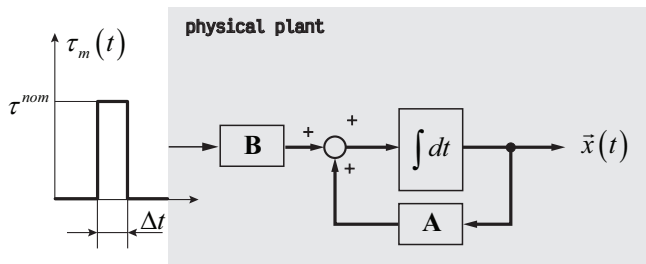 physical plant
τₘ(t)
τⁿᵒᵐ
+ +
B ∫dt x⃗(t)
+
A
Δt